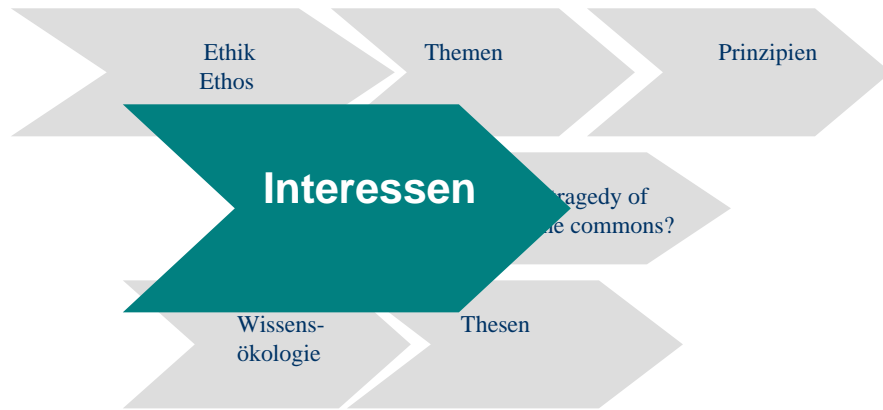 Ethik
Ethos
Themen
Prinzipien
Interessen
ragedy of
e commons?
Wissens-
ökologie
Thesen